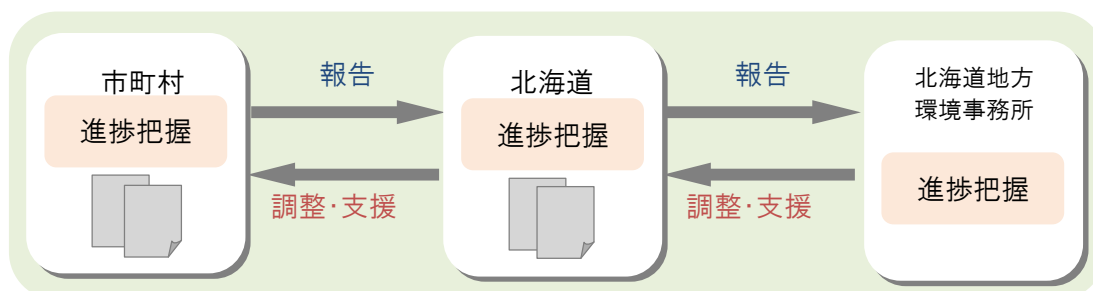 市町村
進捗把握
報告
調整・支援
北海道
進捗把握
報告
調整・支援
北海道地方
環境事務所
進捗把握